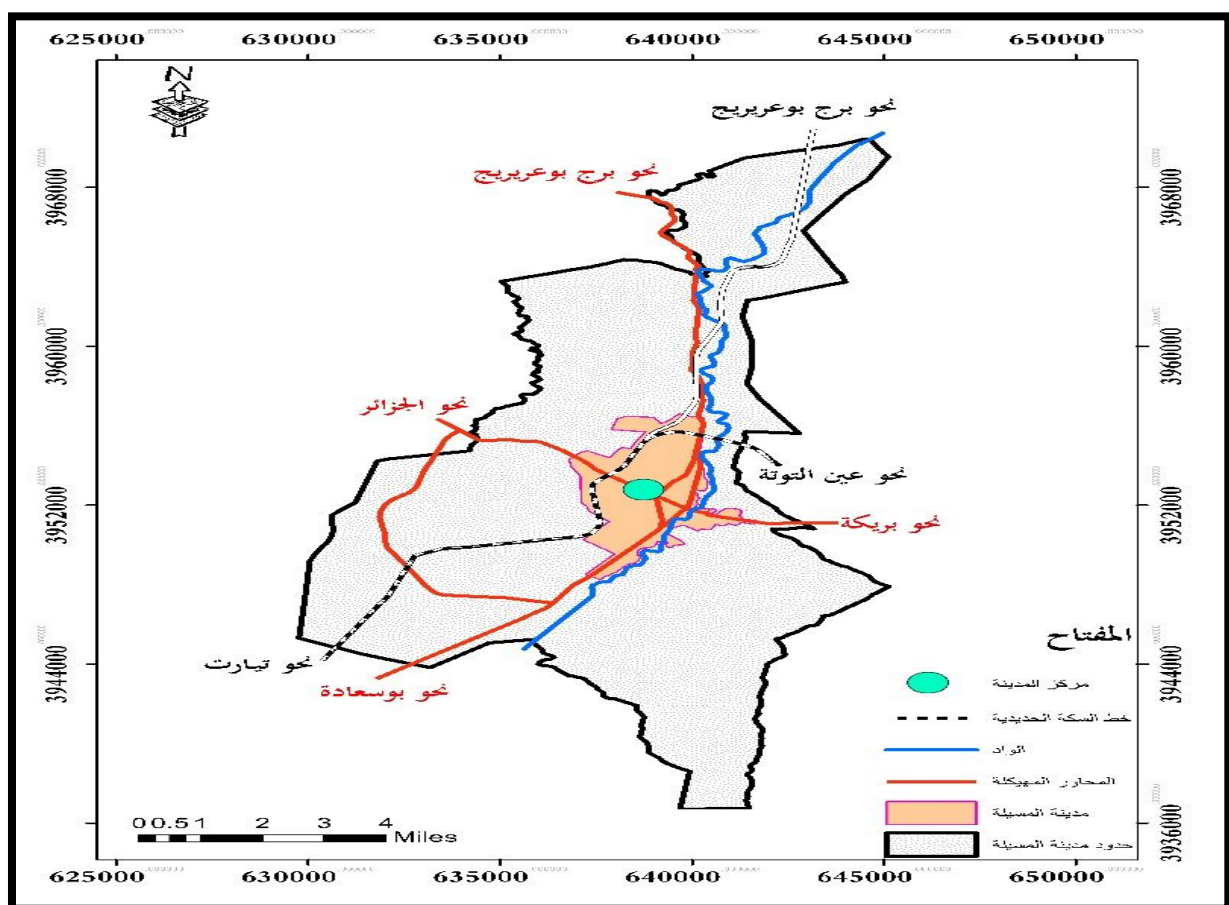 625000 630000 635000 640000 645000 650000
N
نحو برج بوعريريج
نحو برج بوعريريج
3968000 3968000
3960000 3960000
نحو الجزائر
نحو عين التوتة
3952000 3952000
نحو بريكة
المفتاح
3944000 3944000
نحو تيارت
نحو بوسعادة
مركز المدينة
خط السكة الحديدية
الواد
المحاور المهيكلة
مدينة المسيلة
حدود مدينة المسيلة
3936000
0 0.5 1 2 3 4
Miles
625000 630000 635000 640000 645000 650000